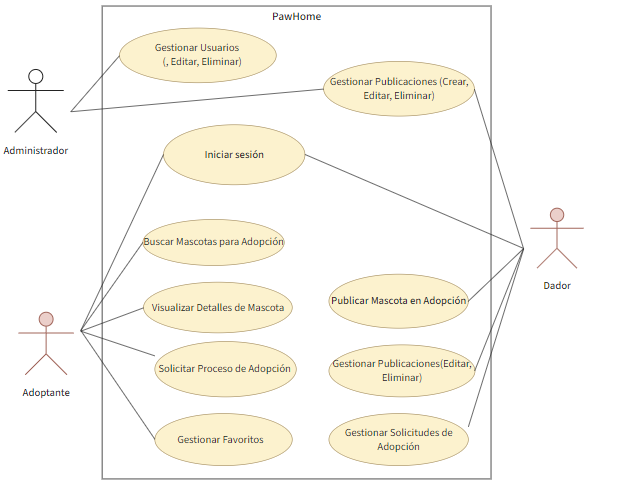 PawHome
Gestionar Usuarios
(, Editar, Eliminar)
Gestionar Publicaciones (Crear,
Editar, Eliminar)
Administrador
Iniciar sesión
Buscar Mascotas para Adopción
Dador
Visualizar Detalles de Mascota
Publicar Mascota en Adopción
Adoptante
Solicitar Proceso de Adopción
Gestionar Publicaciones(Editar,
Eliminar)
Gestionar Favoritos
Gestionar Solicitudes de
Adopción